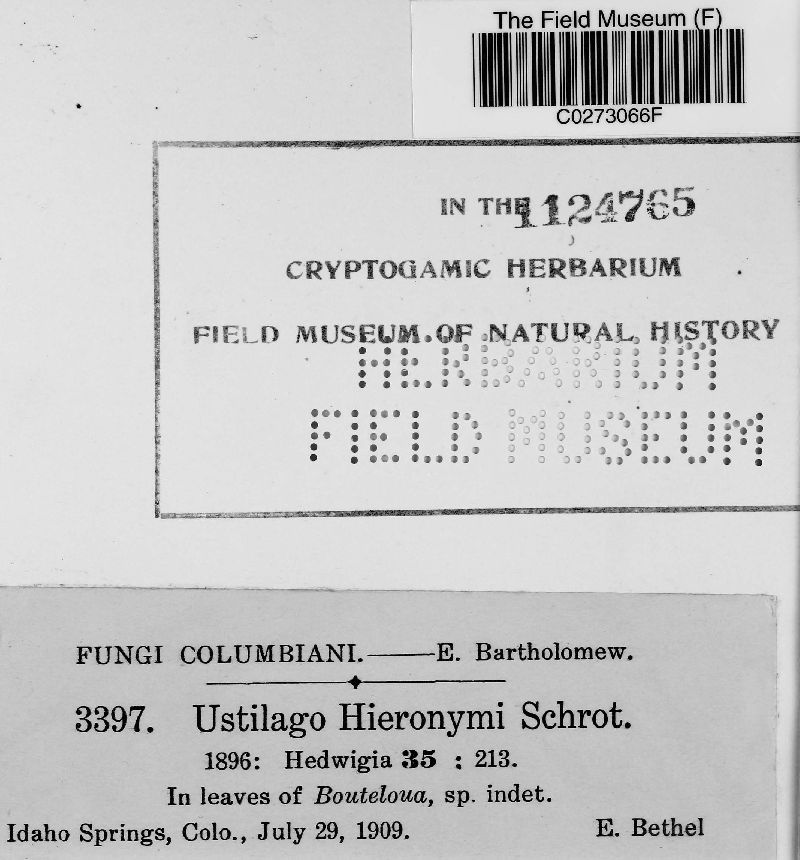 The Field Museum (F)
C0273066F
IN THE 1124765
CRYPTOGAMIC HERBARIUM
FIELD MUSEUM OF NATURAL HISTORY
HERBARIUM
FIELD MUSEUM
FUNGI COLUMBIANI.——E. Bartholomew.
3397. Ustilago Hieronymi Schrot.
1896: Hedwigia 35 : 213.
In leaves of Bouteloua, sp. indet.
Idaho Springs, Colo., July 29, 1909. E. Bethel